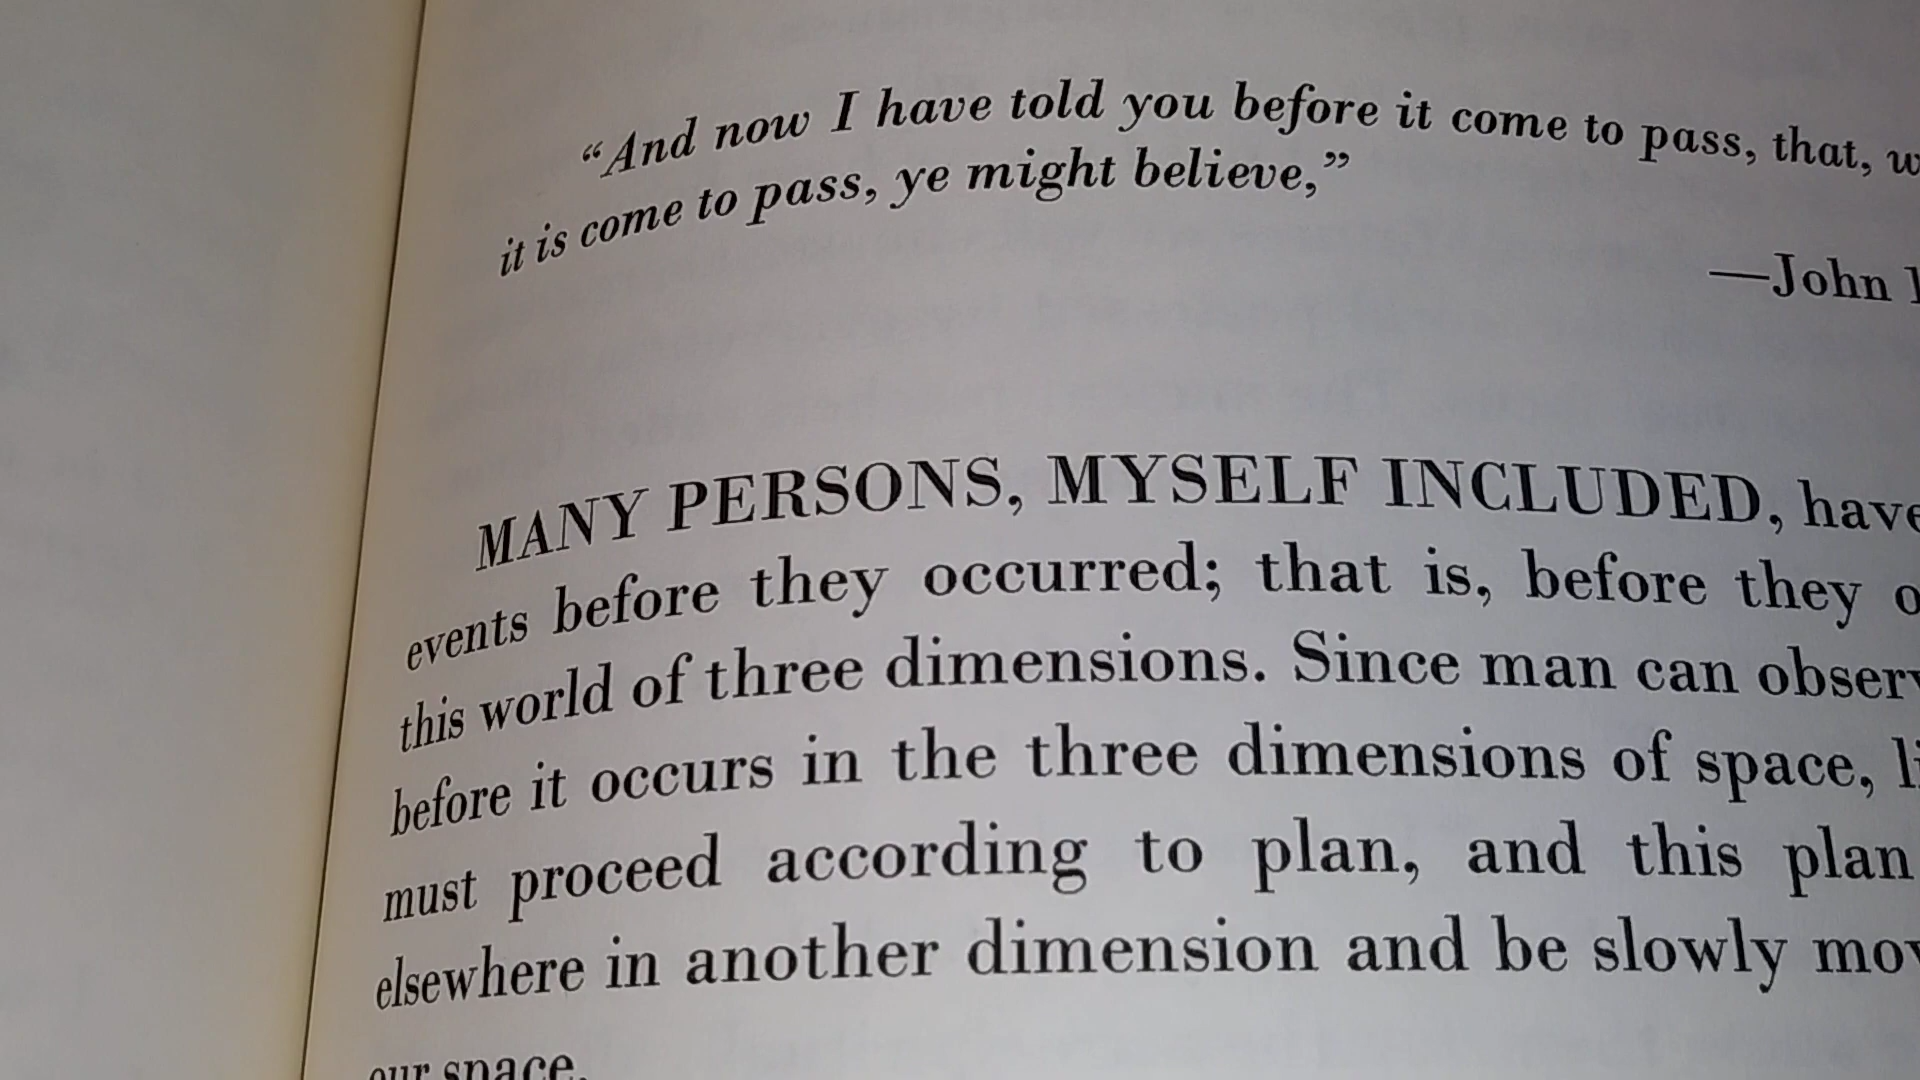 “And now I have told you before it come to pass, that,
it is come to pass, ye might believe,”
—John
MANY PERSONS, MYSELF INCLUDED, have
events before they occurred; that is, before they
this world of three dimensions. Since man can
before it occurs in the three dimensions of space,
must proceed according to plan, and this plan
elsewhere in another dimension and be slowly
our space.